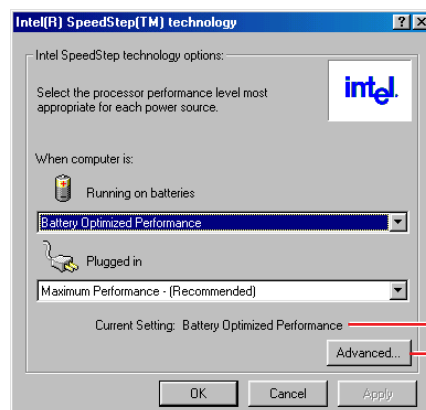 Intel(R) SpeedStep(TM) technology
Intel SpeedStep technology options:
Select the processor performance level most
appropriate for each power source.
intel.
When computer is:
Running on batteries
Battery Optimized Performance
Plugged in
Maximum Performance - (Recommended)
Current Setting: Battery Optimized Performance
Advanced...
OK
Cancel
Apply